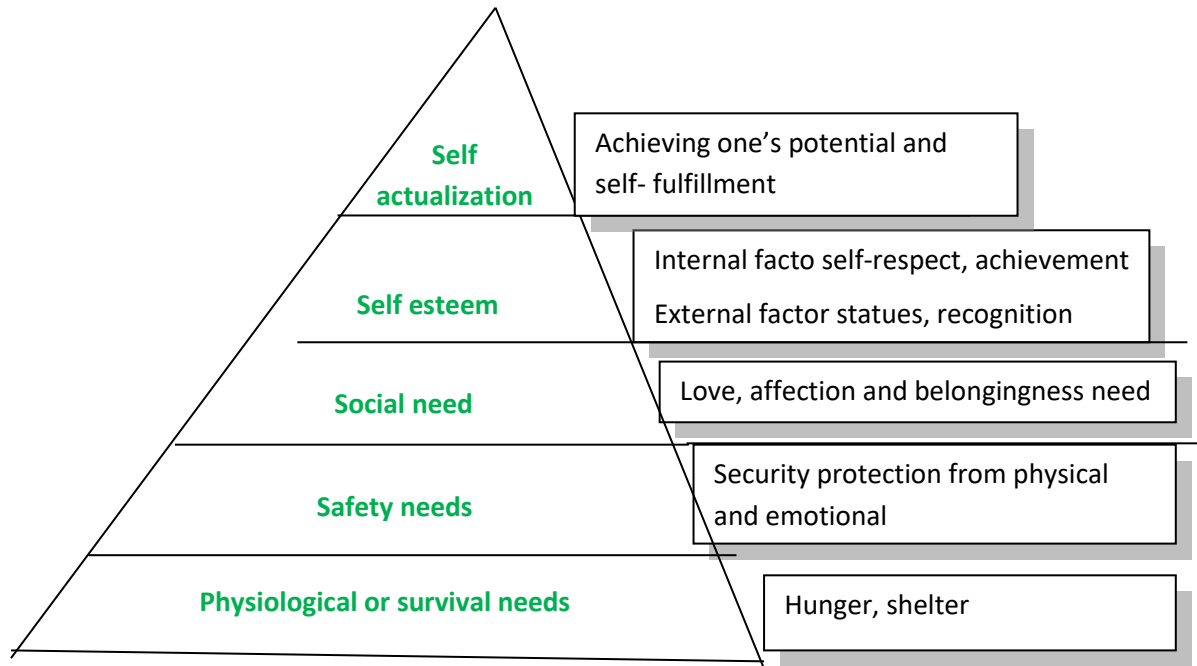 Self
actualization
Achieving one’s potential and
self- fulfillment
Self esteem
Internal facto self-respect, achievement
External factor statues, recognition
Social need
Love, affection and belongingness need
Safety needs
Security protection from physical
and emotional
Physiological or survival needs
Hunger, shelter